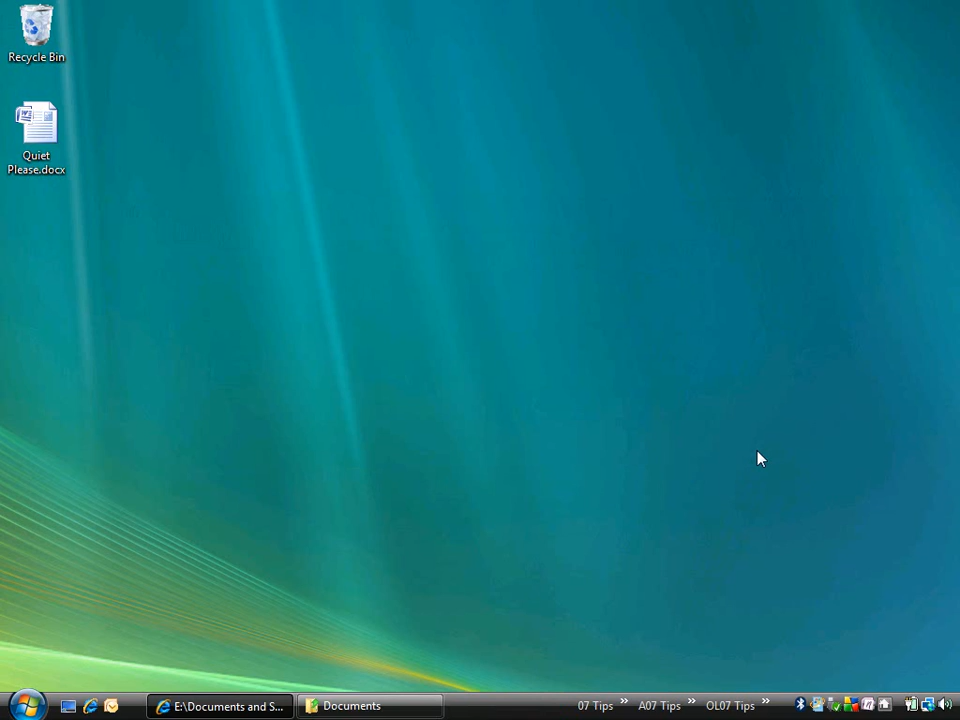 Recycle Bin
Quiet
Please.docx
E:\Documents and S...
Documents
07 Tips »
A07 Tips »
OL07 Tips »